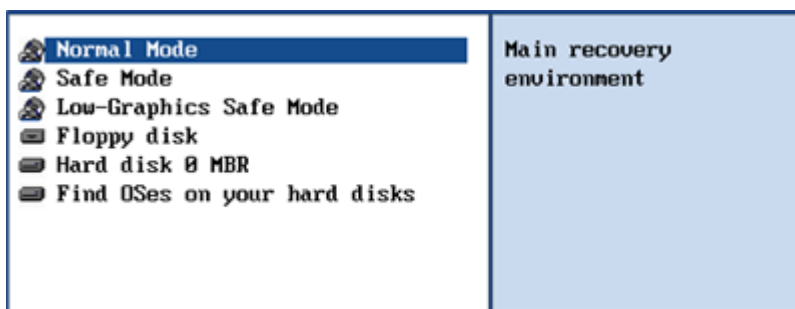 Normal Mode
Safe Mode
Low-Graphics Safe Mode
Floppy disk
Hard disk 0 MBR
Find OSes on your hard disks
Main recovery
environment